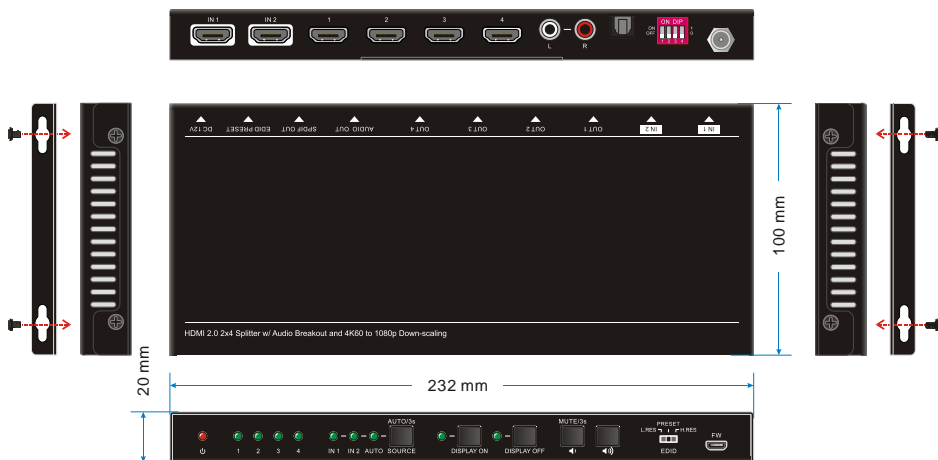 IN 1 IN 2 1 2 3 4
L R
ON DIP
ON 1
OFF 0
1 2 3 4
DC 12V EDID PRESET SPDIF OUT AUDIO OUT OUT 4 OUT 3 OUT 2 OUT 1 IN 2 IN 1
HDMI 2.0 2x4 Splitter w/ Audio Breakout and 4K60 to 1080p Down-scaling
100 mm
20 mm
232 mm
AUTO/3s MUTE/3s PRESET
L.RES H.RES
FW
1 2 3 4 IN 1 IN 2 AUTO SOURCE DISPLAY ON DISPLAY OFF EDID